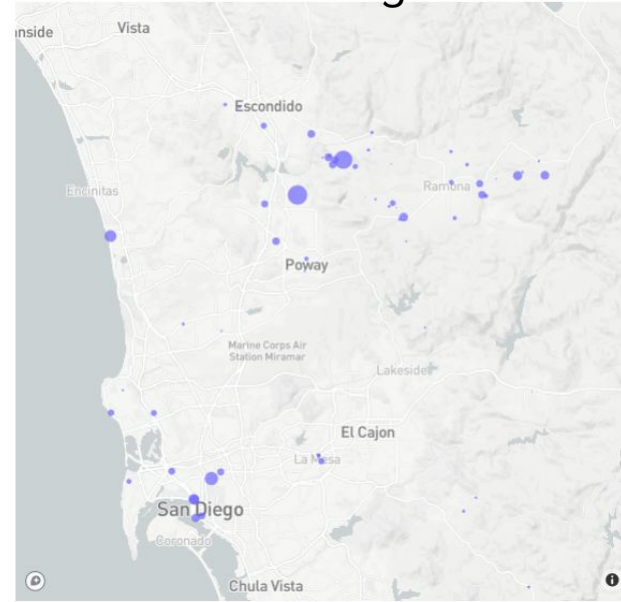 nside
Vista
Escondido
Encinitas
Ramona
Poway
Marine Corps Air
Station Miramar
Lakeside
El Cajon
La Mesa
San Diego
Coronado
Chula Vista